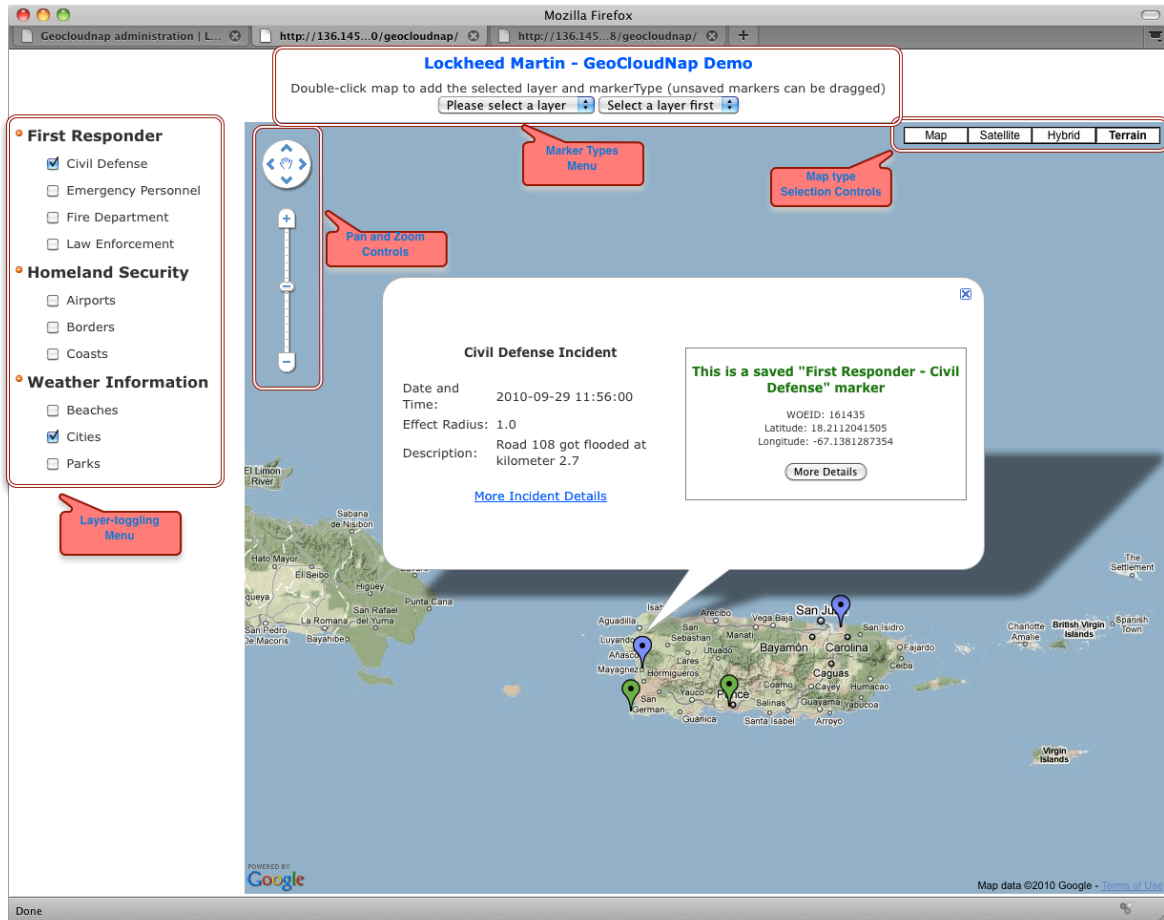 Mozilla Firefox
Geocloudnap administration | L...
http://136.145...0/geocloudnap/
http://136.145...8/geocloudnap/
+
Lockheed Martin - GeoCloudNap Demo
Double-click map to add the selected layer and markerType (unsaved markers can be dragged)
Please select a layer
Select a layer first
Marker Types
Menu
Map
Satellite
Hybrid
Terrain
Map type
Selection Controls
First Responder
Civil Defense
Emergency Personnel
Fire Department
Law Enforcement
Homeland Security
Airports
Borders
Coasts
Weather Information
Beaches
Cities
Parks
Layer-toggling
Menu
Pan and Zoom
Controls
Civil Defense Incident
Date and
Time:
2010-09-29 11:56:00
Effect Radius: 1.0
Description:
Road 108 got flooded at
kilometer 2.7
More Incident Details
This is a saved "First Responder - Civil
Defense" marker
WOEID: 161435
Latitude: 18.2112041505
Longitude: -67.1381287354
More Details
El Limon
River
Sabana
de Nisibon
Hato Mayor
El Seibo
Higüey
Punta Cana
San Rafael
del Yuma
La Romana
San Pedro
De Macoris
Bayahibe
Aguadilla
Arecibo
Vega Baja
San Isidro
San
Sebastian
Manati
Luyando
Utuado
Bayamón
Carolina
Fajardo
Añasco
Lares
Ceiba
Mayagnez
Hormigueros
Caguas
San
German
Yauco
Coamo
Cayey
Humacao
Salinas
Guayama
Yabucoa
Guánica
Santa Isabel
Arroyo
The
Settlement
Charlotte
Amalie
British Virgin
Islands
Spanish
Town
Virgin
Islands
POWERED BY
Google
Map data ©2010 Google - Terms of Use
Done